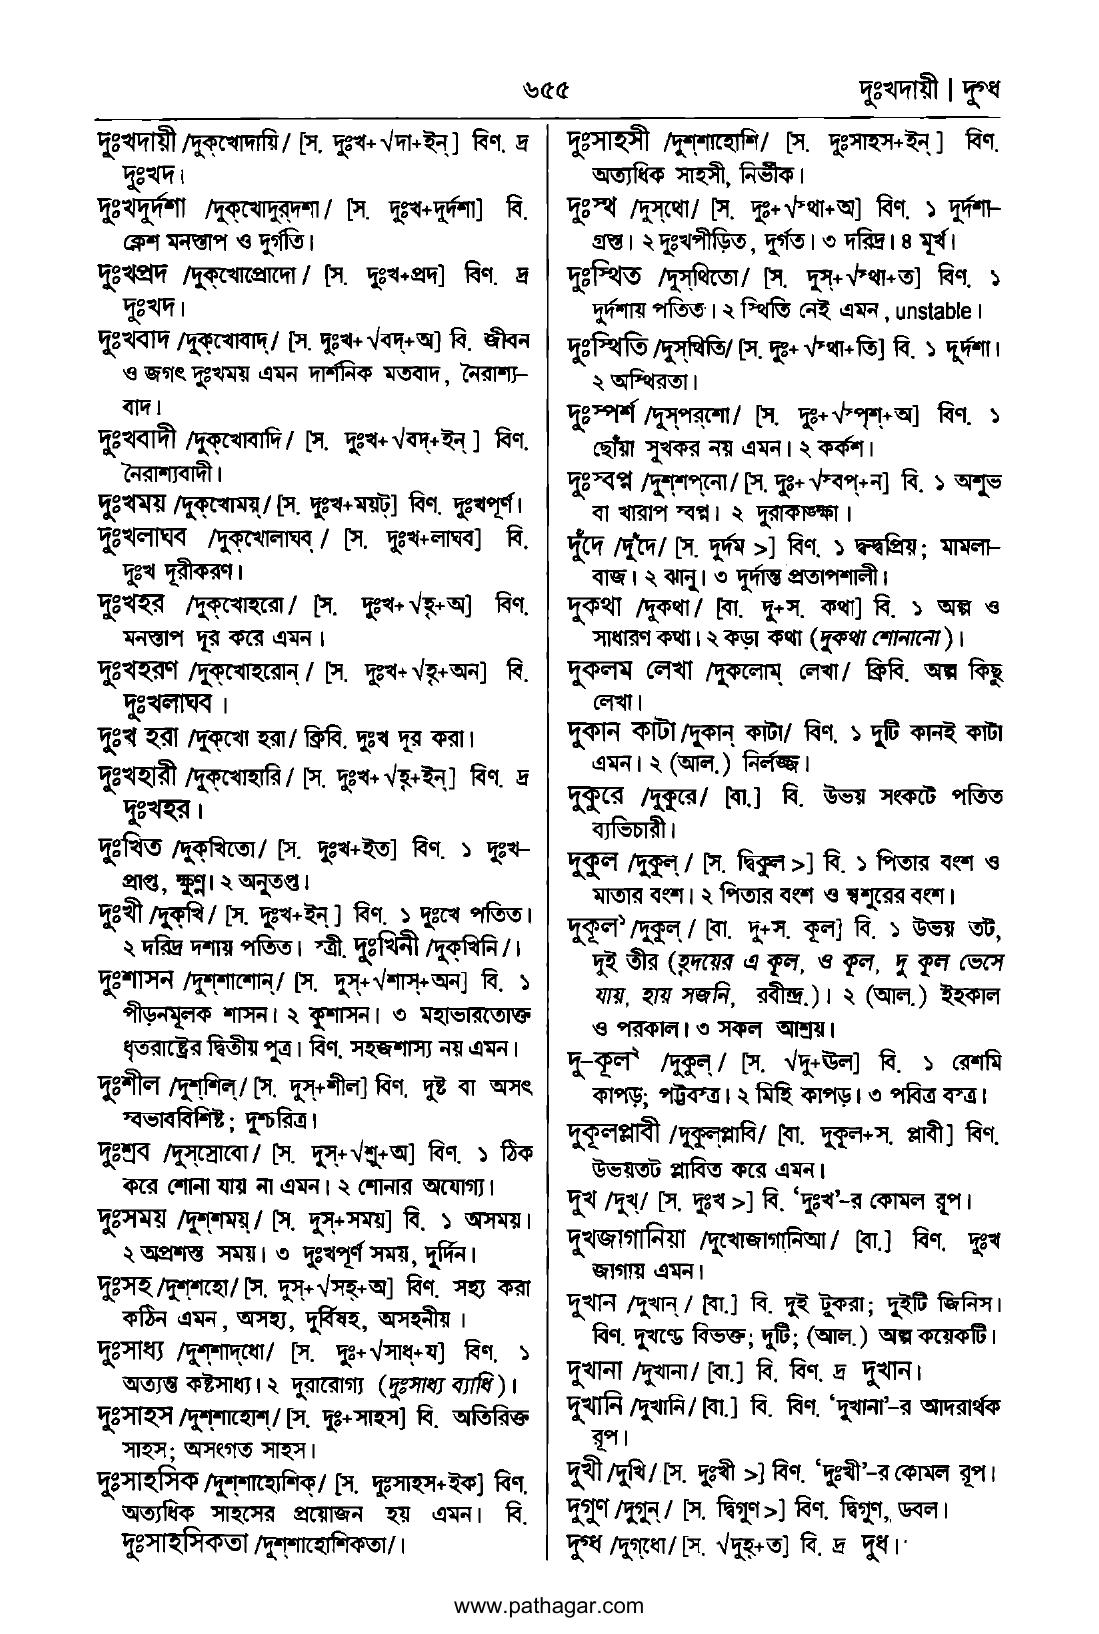 ৬৫৫
দুঃখদায়ী | দুগ্ধ
দুঃখদায়ী /দুক্‌খোদায়ি/ [স. দুঃখ+√দা+ইন্‌] বিণ. দ্র
দুঃখদ।
দুঃখদুর্দশা /দুক্‌খোদুর্‌দশা/ [স. দুঃখ+দুর্দশা] বি.
ক্লেশ মনস্তাপ ও দুর্গতি।
দুঃখপ্রদ /দুক্‌খোপ্রোদো/ [স. দুঃখ+প্রদ] বিণ. দ্র
দুঃখদ।
দুঃখবাদ /দুক্‌খোবাদ্‌/ [স. দুঃখ+√বদ্‌+অ] বি. জীবন
ও জগৎ দুঃখময় এমন দার্শনিক মতবাদ, নৈরাশ্য–
বাদ।
দুঃখবাদী /দুক্‌খোবাদি/ [স. দুঃখ+√বদ্‌+ইন্‌] বিণ.
নৈরাশ্যবাদী।
দুঃখময় /দুক্‌খোময়্‌/ [স. দুঃখ+ময়ট্‌] বিণ. দুঃখপূর্ণ।
দুঃখলাঘব /দুক্‌খোলাঘব্‌/ [স. দুঃখ+লাঘব] বি.
দুঃখ দূরীকরণ।
দুঃখহর /দুক্‌খোহরো/ [স. দুঃখ+√হৃ+অ] বিণ.
মনস্তাপ দূর করে এমন।
দুঃখহরণ /দুক্‌খোহরোন্‌/ [স. দুঃখ+√হৃ+অন] বি.
দুঃখলাঘব।
দুঃখ হরা /দুক্‌খো হরা/ ক্রিবি. দুঃখ দূর করা।
দুঃখহারী /দুক্‌খোহারি/ [স. দুঃখ+√হৃ+ইন্‌] বিণ. দ্র
দুঃখহর।
দুঃখিত /দুক্‌খিতো/ [স. দুঃখ+ইত] বিণ. ১ দুঃখ–
প্রাপ্ত, ক্ষুণ্ন। ২ অনুতপ্ত।
দুঃখী /দুক্‌খি/ [স. দুঃখ+ইন্‌] বিণ. ১ দুঃখে পতিত।
২ দরিদ্র দশায় পতিত। স্ত্রী. দুঃখিনী /দুক্‌খিনি/।
দুঃশাসন /দুশ্‌শাশোন্‌/ [স. দুস্‌+√শাস্‌+অন] বি. ১
পীড়নমূলক শাসন। ২ কুশাসন। ৩ মহাভারতোক্ত
ধৃতরাষ্ট্রের দ্বিতীয় পুত্র। বিণ. সহজশাস্য নয় এমন।
দুঃশীল /দুশ্‌শিল্‌/ [স. দুস্‌+শীল] বিণ. দুষ্ট বা অসৎ
স্বভাববিশিষ্ট; দুশ্চরিত্র।
দুঃশ্রব /দুস্‌স্রোবো/ [স. দুস্‌+√শ্রু+অ] বিণ. ১ ঠিক
করে শোনা যায় না এমন। ২ শোনার অযোগ্য।
দুঃসময় /দুশ্‌শময়্‌/ [স. দুস্‌+সময়] বি. ১ অসময়।
২ অপ্রশস্ত সময়। ৩ দুঃখপূর্ণ সময়, দুর্দিন।
দুঃসহ /দুশ্‌শহো/ [স. দুস্‌+√সহ্‌+অ] বিণ. সহ্য করা
কঠিন এমন, অসহ্য, দুর্বিষহ, অসহনীয়।
দুঃসাধ্য /দুশ্‌শাদ্‌ধো/ [স. দুঃ+√সাধ্‌+য] বিণ. ১
অত্যন্ত কষ্টসাধ্য। ২ দুরারোগ্য (দুঃসাধ্য ব্যাধি)।
দুঃসাহস /দুশ্‌শাহোশ্‌/ [স. দুঃ+সাহস] বি. অতিরিক্ত
সাহস; অসংগত সাহস।
দুঃসাহসিক /দুশ্‌শাহোশিক্‌/ [স. দুঃসাহস+ইক] বিণ.
অত্যধিক সাহসের প্রয়োজন হয় এমন। বি.
দুঃসাহসিকতা /দুশ্‌শাহোশিকতা/।
দুঃসাহসী /দুশ্‌শাহোশি/ [স. দুঃসাহস+ইন্‌] বিণ.
অত্যধিক সাহসী, নির্ভীক।
দুঃস্থ /দুস্‌থো/ [স. দুঃ+√স্থা+অ] বিণ. ১ দুর্দশা–
গ্রস্ত। ২ দুঃখপীড়িত, দুর্গত। ৩ দরিদ্র। ৪ মূর্খ।
দুঃস্থিত /দুস্‌থিতো/ [স. দুস্‌+√স্থা+ত] বিণ. ১
দুর্দশায় পতিত। ২ স্থিতি নেই এমন, unstable।
দুঃস্থিতি /দুস্‌থিতি/ [স. দুঃ+√স্থা+তি] বি. ১ দুর্দশা।
২ অস্থিরতা।
দুঃস্পর্শ /দুস্‌পর্‌শো/ [স. দুঃ+√স্পৃশ্‌+অ] বিণ. ১
ছোঁয়া সুখকর নয় এমন। ২ কর্কশ।
দুঃস্বপ্ন /দুশ্‌শপ্‌নো/ [স. দুঃ+√স্বপ্‌+ন] বি. ১ অশুভ
বা খারাপ স্বপ্ন। ২ দুরাকাঙ্ক্ষা।
দুঁদে /দুঁদে/ [স. দুর্দম >] বিণ. ১ দ্বন্দ্বপ্রিয়; মামলা–
বাজ। ২ ঝানু। ৩ দুর্দান্ত প্রতাপশালী।
দুকথা /দুকথা/ [বা. দু+স. কথা] বি. ১ অল্প ও
সাধারণ কথা। ২ কড়া কথা (দুকথা শোনানো)।
দুকলম লেখা /দুকলোম্‌ লেখা/ ক্রিবি. অল্প কিছু
লেখা।
দুকান কাটা /দুকান্‌ কাটা/ বিণ. ১ দুটি কানই কাটা
এমন। ২ (আল.) নির্লজ্জ।
দুকুরে /দুকুরে/ [বা.] বি. উভয় সংকটে পতিত
ব্যভিচারী।
দুকুল /দুকুল্‌/ [স. দ্বিকুল >] বি. ১ পিতার বংশ ও
মাতার বংশ। ২ পিতার বংশ ও শ্বশুরের বংশ।
দুকূল¹ /দুকুল্‌/ [বা. দু+স. কূল] বি. ১ উভয় তট,
দুই তীর (হৃদয়ের এ কূল, ও কূল, দু কূল ভেসে
যায়, হায় সজনি, রবীন্দ্র.)। ২ (আল.) ইহকাল
ও পরকাল। ৩ সকল আশ্রয়।
দু–কূল² /দুকুল্‌/ [স. √দু+ঊল] বি. ১ রেশমি
কাপড়; পট্টবস্ত্র। ২ মিহি কাপড়। ৩ পবিত্র বস্ত্র।
দুকূলপ্লাবী /দুকুল্‌প্লাবি/ [বা. দুকূল+স. প্লাবী] বিণ.
উভয়তট প্লাবিত করে এমন।
দুখ /দুখ্‌/ [স. দুঃখ >] বি. ‘দুঃখ’-র কোমল রূপ।
দুখজাগানিয়া /দুখোজাগানিআ/ [বা.] বিণ. দুঃখ
জাগায় এমন।
দুখান /দুখান্‌/ [বা.] বি. দুই টুকরা; দুইটি জিনিস।
বিণ. দুখণ্ডে বিভক্ত; দুটি; (আল.) অল্প কয়েকটি।
দুখানা /দুখানা/ [বা.] বি. বিণ. দ্র দুখান।
দুখানি /দুখানি/ [বা.] বি. বিণ. ‘দুখানা’-র আদরার্থক
রূপ।
দুখী /দুখি/ [স. দুঃখী >] বিণ. ‘দুঃখী’-র কোমল রূপ।
দুগুণ /দুগুন্‌/ [স. দ্বিগুণ >] বিণ. দ্বিগুণ, ডবল।
দুগ্ধ /দুগ্‌ধো/ [স. √দুহ্‌+ত] বি. দ্র দুধ।
www.pathagar.com